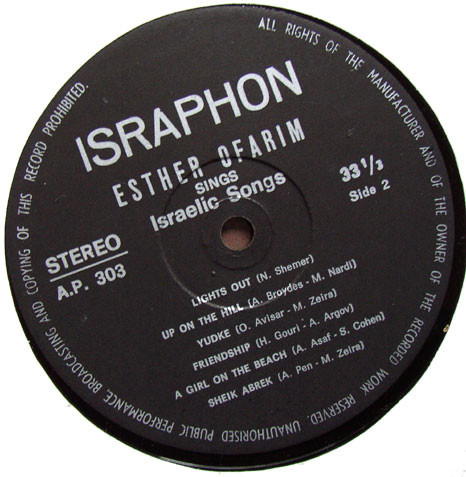 ISRAPHON
ESTHER OFARIM
SINGS
Israelic Songs
STEREO
A.P. 303
33 1/3
Side 2
LIGHTS OUT (N. Shemer)
UP ON THE HILL (A. Broydes - M. Nardi)
YUDKE (O. Avisar - M. Zeira)
FRIENDSHIP (H. Gouri - A. Argov)
A GIRL ON THE BEACH (A. Asaf - S. Cohen)
SHEIK ABREK (A. Pen - M. Zeira)
ALL RIGHTS OF THE MANUFACTURER AND OF THE OWNER OF THE RECORDED WORK RESERVED. UNAUTHORISED PUBLIC PERFORMANCE, BROADCASTING AND COPYING OF THIS RECORD PROHIBITED.